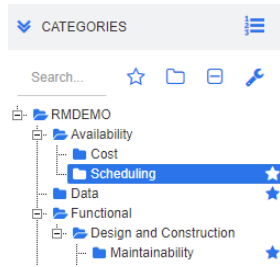 CATEGORIES
Search...
RMDEMO
Availability
Cost
Scheduling
Data
Functional
Design and Construction
Maintainability